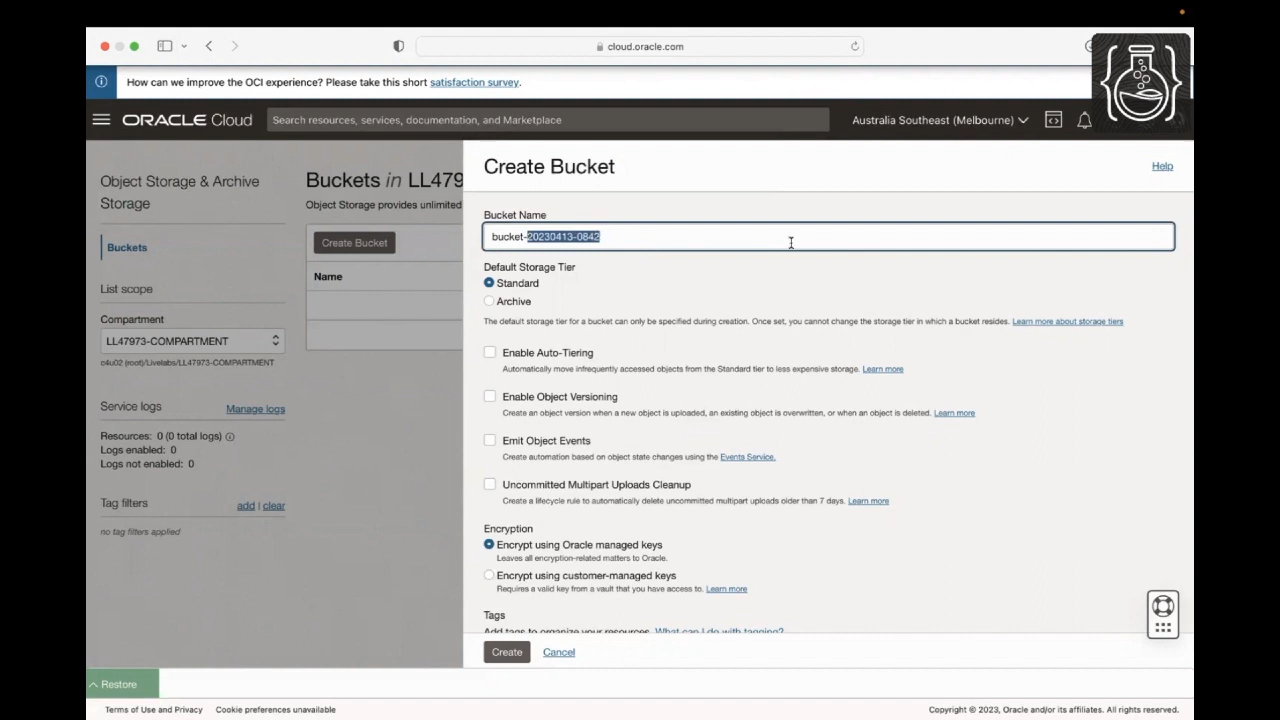 cloud.oracle.com
How can we improve the OCI experience? Please take this short satisfaction survey.
ORACLE Cloud
Search resources, services, documentation, and Marketplace
Australia Southeast (Melbourne)
Object Storage & Archive
Storage
Buckets
List scope
Compartment
LL47973-COMPARTMENT
c4u02 (root)/Livelabs/LL47973-COMPARTMENT
Service logs
Manage logs
Resources: 0 (0 total logs)
Logs enabled: 0
Logs not enabled: 0
Tag filters
add | clear
no tag filters applied
Buckets in LL479
Object Storage provides unlimited
Create Bucket
Name
Create Bucket
Help
Bucket Name
bucket-20230413-0842
Default Storage Tier
Standard
Archive
The default storage tier for a bucket can only be specified during creation. Once set, you cannot change the storage tier in which a bucket resides. Learn more about storage tiers
Enable Auto-Tiering
Automatically move infrequently accessed objects from the Standard tier to less expensive storage. Learn more
Enable Object Versioning
Create an object version when a new object is uploaded, an existing object is overwritten, or when an object is deleted. Learn more
Emit Object Events
Create automation based on object state changes using the Events Service.
Uncommitted Multipart Uploads Cleanup
Create a lifecycle rule to automatically delete uncommitted multipart uploads older than 7 days. Learn more
Encryption
Encrypt using Oracle managed keys
Leaves all encryption-related matters to Oracle.
Encrypt using customer-managed keys
Requires a valid key from a vault that you have access to. Learn more
Tags
Add tags to organize your resources. What can I do with tagging?
Create
Cancel
Restore
Terms of Use and Privacy
Cookie preferences unavailable
Copyright © 2023, Oracle and/or its affiliates. All rights reserved.